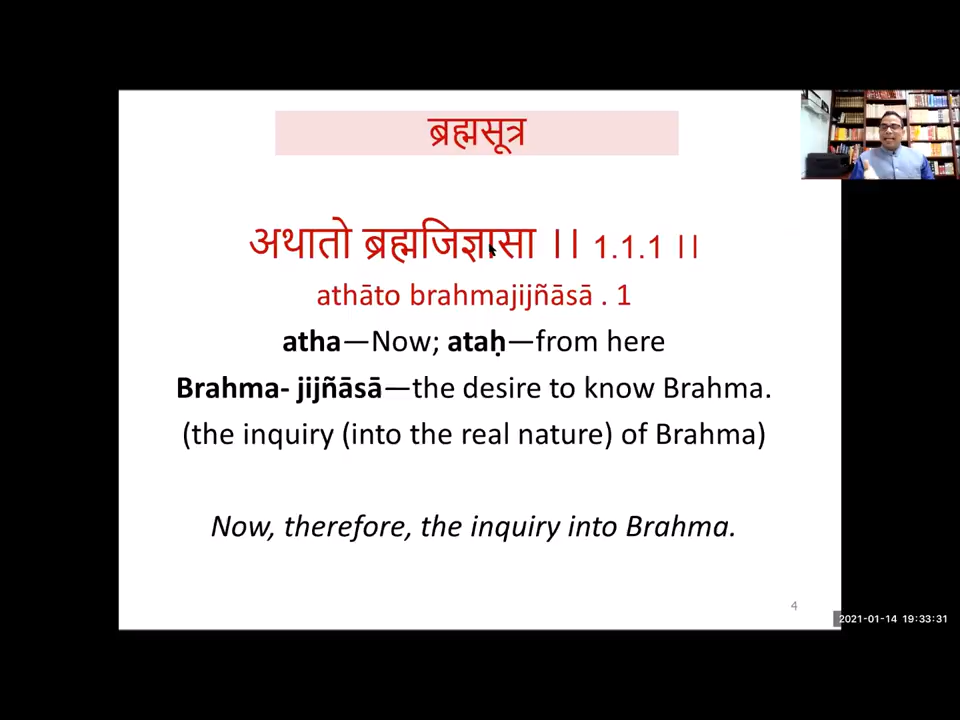 ब्रह्मसूत्र
अथातो ब्रह्मजिज्ञासा ।। 1.1.1 ।।
athāto brahmajijñāsā . 1
atha—Now; ataḥ—from here
Brahma- jijñāsā—the desire to know Brahma.
(the inquiry (into the real nature) of Brahma)
Now, therefore, the inquiry into Brahma.
4
2021-01-14 19:33:31